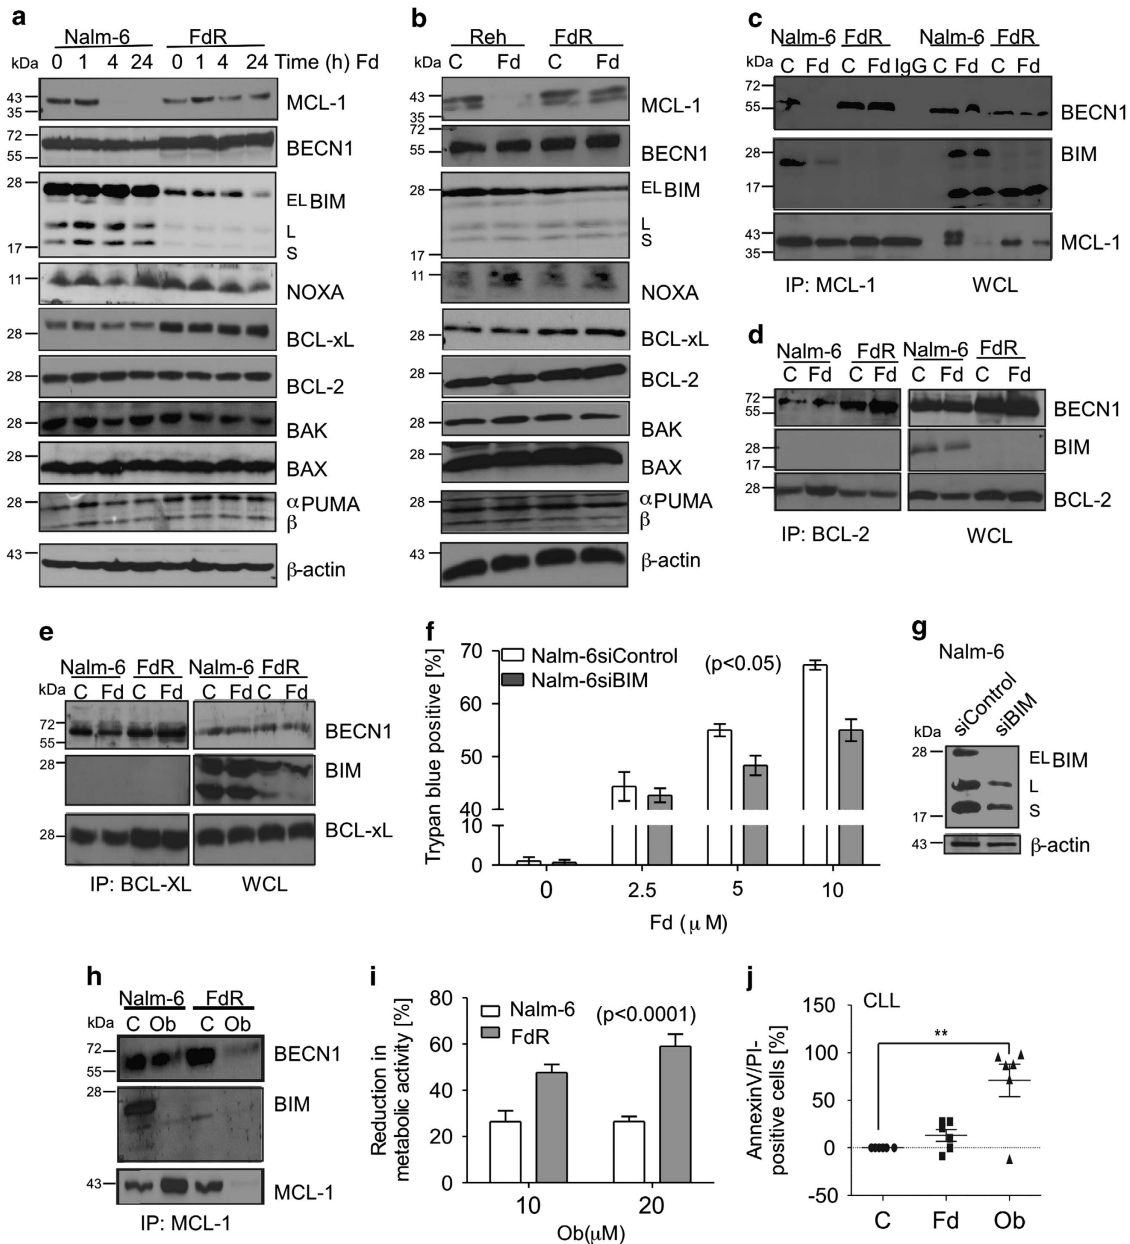 a
Nalm-6 FdR
kDa 0 1 4 24 0 1 4 24 Time (h) Fd
43
35
MCL-1
72
55
BECN1
28
17
EL BIM
L
S
11
NOXA
28
BCL-xL
28
BCL-2
28
BAK
28
BAX
28
αPUMA
β
43
β-actin
b
Reh FdR
kDa C Fd C Fd
43
35
MCL-1
72
55
BECN1
28
17
EL BIM
L
S
11
NOXA
28
BCL-xL
28
BCL-2
28
BAK
28
BAX
28
αPUMA
β
43
β-actin
c
Nalm-6 FdR Nalm-6 FdR
kDa C Fd C Fd IgG C Fd C Fd
72
55
BECN1
28
17
BIM
43
35
MCL-1
IP: MCL-1 WCL
d
Nalm-6 FdR Nalm-6 FdR
C Fd C Fd C Fd C Fd
72
55
BECN1
28
17
BIM
28
BCL-2
IP: BCL-2 WCL
e
Nalm-6 FdR Nalm-6 FdR
kDa C Fd C Fd C Fd C Fd
72
55
BECN1
28
BIM
28
BCL-xL
IP: BCL-XL WCL
f
Trypan blue positive [%]
70
60
50
40
10
0
Nalm-6siControl
Nalm-6siBIM
(p<0.05)
0 2.5 5 10
Fd (μ M)
g
Nalm-6
siControl
siBIM
kDa
28
17
EL BIM
L
S
43
β-actin
h
Nalm-6 FdR
kDa C Ob C Ob
72
55
BECN1
28
BIM
43
MCL-1
IP: MCL-1
i
Reduction in
metabolic activity [%]
80
60
40
20
0
Nalm-6
FdR
(p<0.0001)
10 20
Ob(μM)
j
AnnexinV/PI-
positive cells [%]
150
100
50
0
-50
CLL
**
C Fd Ob